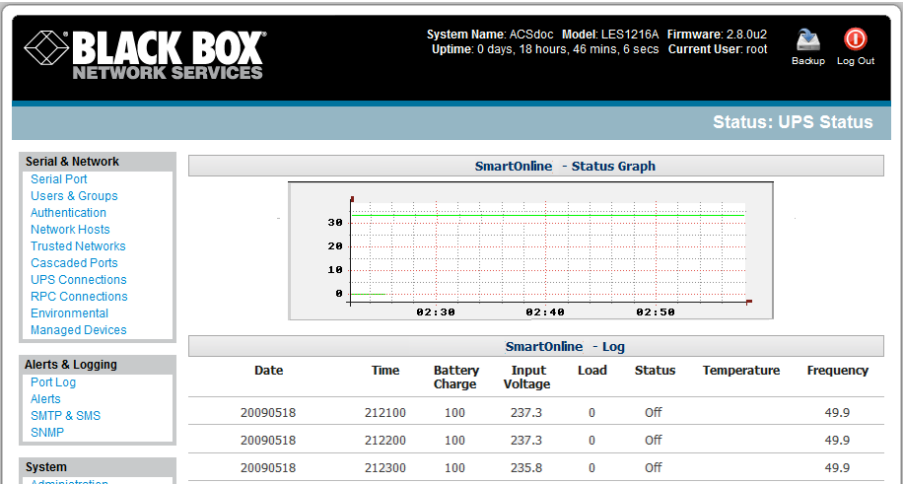 BLACK BOX®
NETWORK SERVICES
System Name: ACSdoc Model: LES1216A Firmware: 2.8.0u2
Uptime: 0 days, 18 hours, 46 mins, 6 secs Current User: root
Backup Log Out
Status: UPS Status
Serial & Network
Serial Port
Users & Groups
Authentication
Network Hosts
Trusted Networks
Cascaded Ports
UPS Connections
RPC Connections
Environmental
Managed Devices
Alerts & Logging
Port Log
Alerts
SMTP & SMS
SNMP
System
Administration
SmartOnline - Status Graph
30
20
10
0
02:30 02:40 02:50
SmartOnline - Log
Date Time Battery Charge Input Voltage Load Status Temperature Frequency
20090518 212100 100 237.3 0 Off 49.9
20090518 212200 100 237.3 0 Off 49.9
20090518 212300 100 235.8 0 Off 49.9